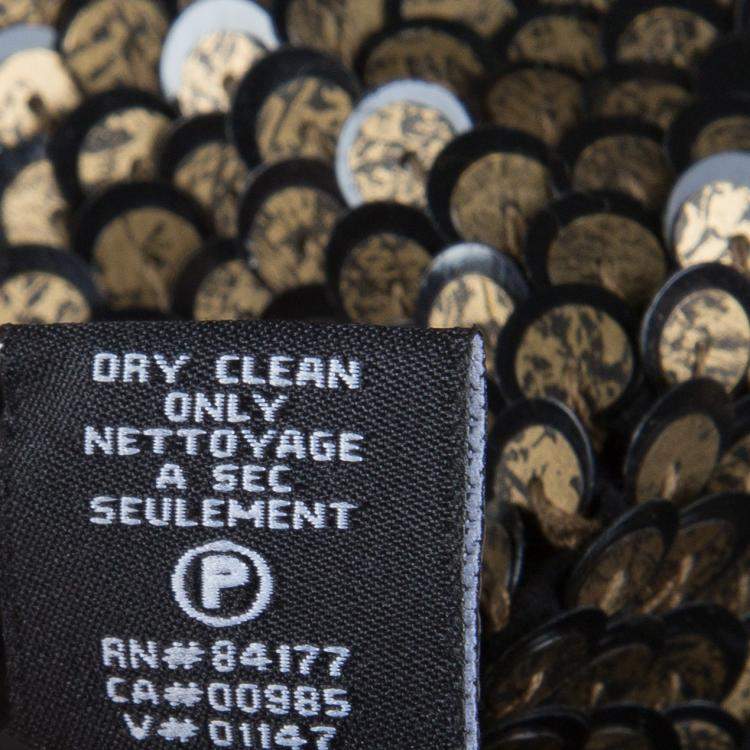 DRY CLEAN
ONLY
NETTOYAGE
A SEC
SEULEMENT
P
RN#84177
CA#00985
V#01147